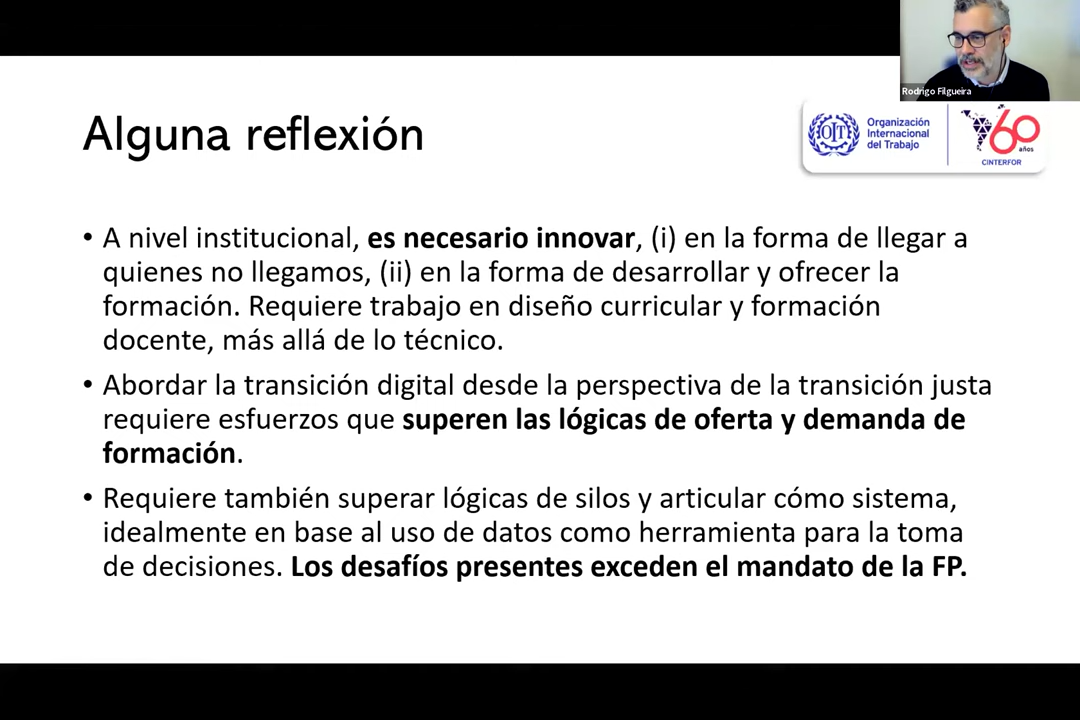 Rodrigo Filgueira
Alguna reflexión
OIT
Organización
Internacional
del Trabajo
60
años
CINTERFOR
• A nivel institucional, es necesario innovar, (i) en la forma de llegar a
quienes no llegamos, (ii) en la forma de desarrollar y ofrecer la
formación. Requiere trabajo en diseño curricular y formación
docente, más allá de lo técnico.
• Abordar la transición digital desde la perspectiva de la transición justa
requiere esfuerzos que superen las lógicas de oferta y demanda de
formación.
• Requiere también superar lógicas de silos y articular cómo sistema,
idealmente en base al uso de datos como herramienta para la toma
de decisiones. Los desafíos presentes exceden el mandato de la FP.